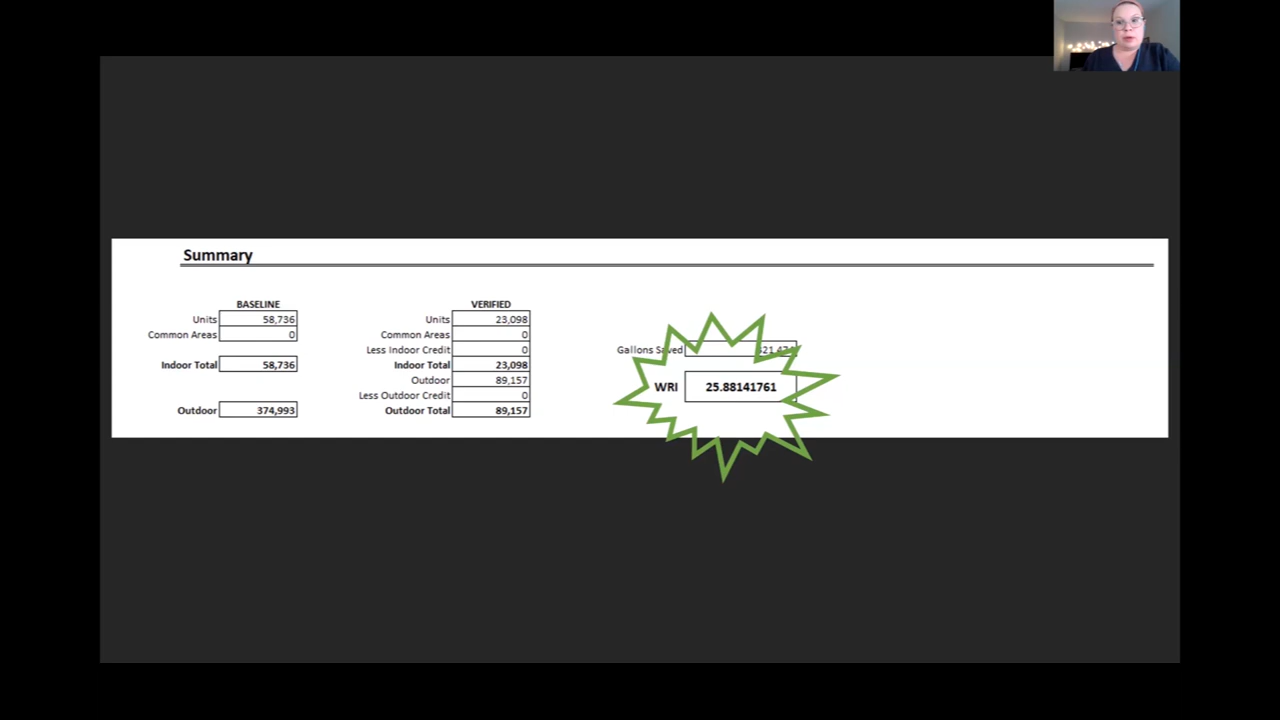 Summary
BASELINE
Units 58,736
Common Areas 0
Indoor Total 58,736
Outdoor 374,993
VERIFIED
Units 23,098
Common Areas 0
Less Indoor Credit 0
Indoor Total 23,098
Outdoor 89,157
Less Outdoor Credit 0
Outdoor Total 89,157
Gallons Saved
WRI 25.88141761